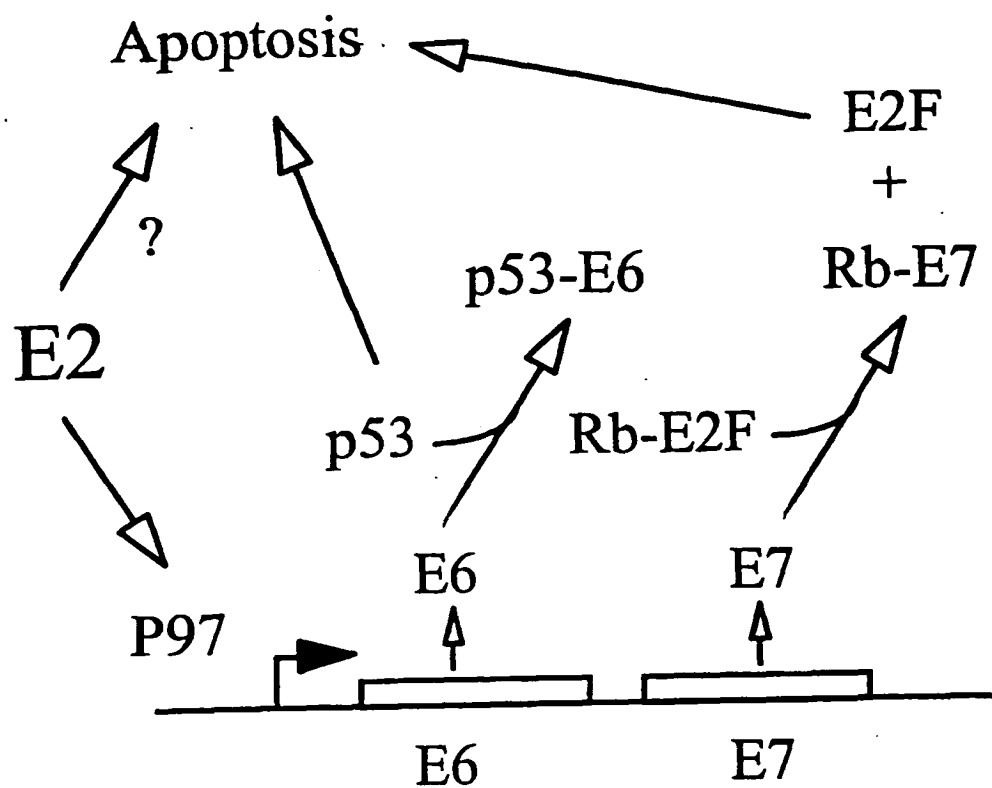 Apoptosis
E2F
+
?
p53-E6
Rb-E7
E2
p53
Rb-E2F
E6
E7
P97
E6
E7